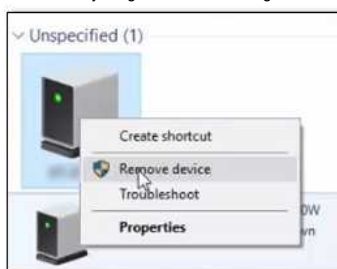 Unspecified (1)
Create shortcut
Remove device
Troubleshoot
Properties